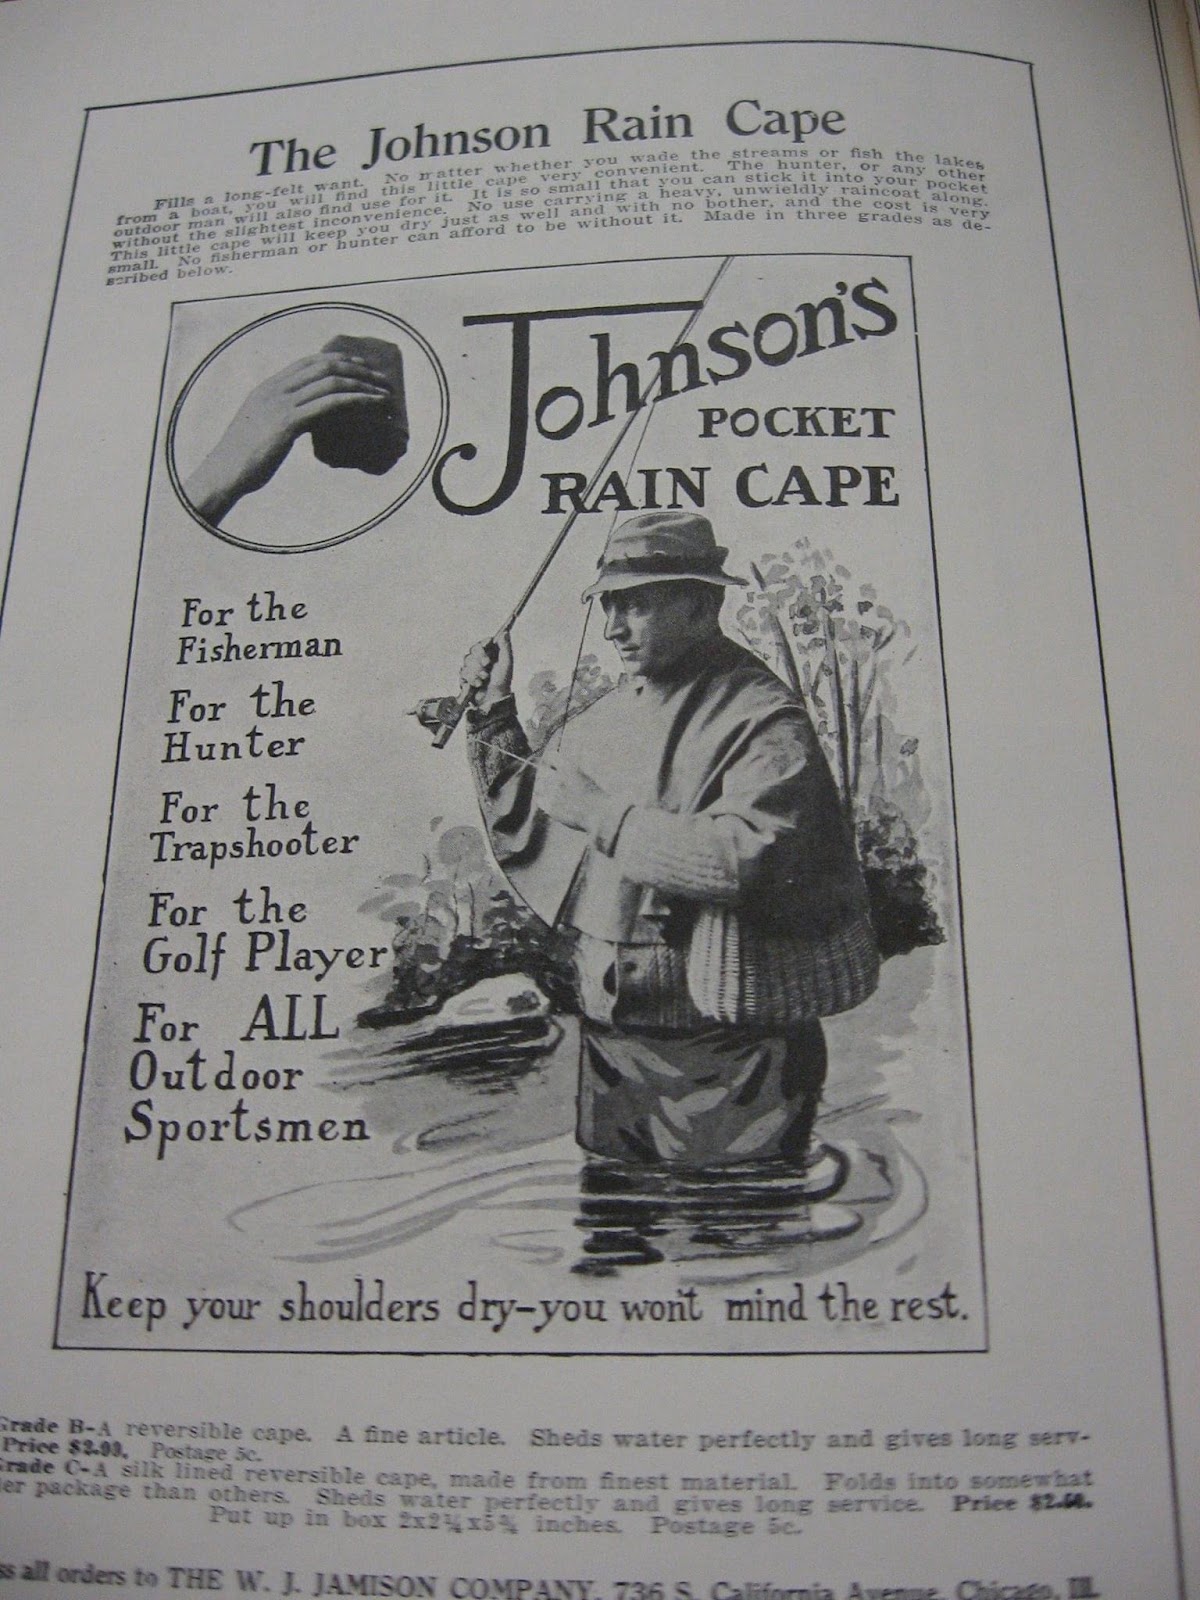 The Johnson Rain Cape
Fills a long-felt want. No matter whether you wade the streams or fish the lakes
from a boat, you will find this little cape very convenient. The hunter, or any other
outdoor man will also find use for it. It is so small that you can stick it into your pocket
without the slightest inconvenience. No use carrying a heavy, unwieldly raincoat along.
This little cape will keep you dry just as well and with no bother, and the cost is very
small. No fisherman or hunter can afford to be without it. Made in three grades as de-
scribed below.
Johnson's
POCKET
RAIN CAPE
For the
Fisherman
For the
Hunter
For the
Trapshooter
For the
Golf Player
For ALL
Outdoor
Sportsmen
Keep your shoulders dry-you won't mind the rest.
Grade B-A reversible cape. A fine article. Sheds water perfectly and gives long serv-
Price Postage 5c.
Grade C-A silk lined reversible cape, made from finest material. Folds into somewhat
package than others. Sheds water perfectly and gives long service. Price
Put up in box 2x2¼x5¾ inches. Postage 5c.
all orders to THE W. J. JAMISON COMPANY, 736 S. California Avenue, Chicago, Ill.